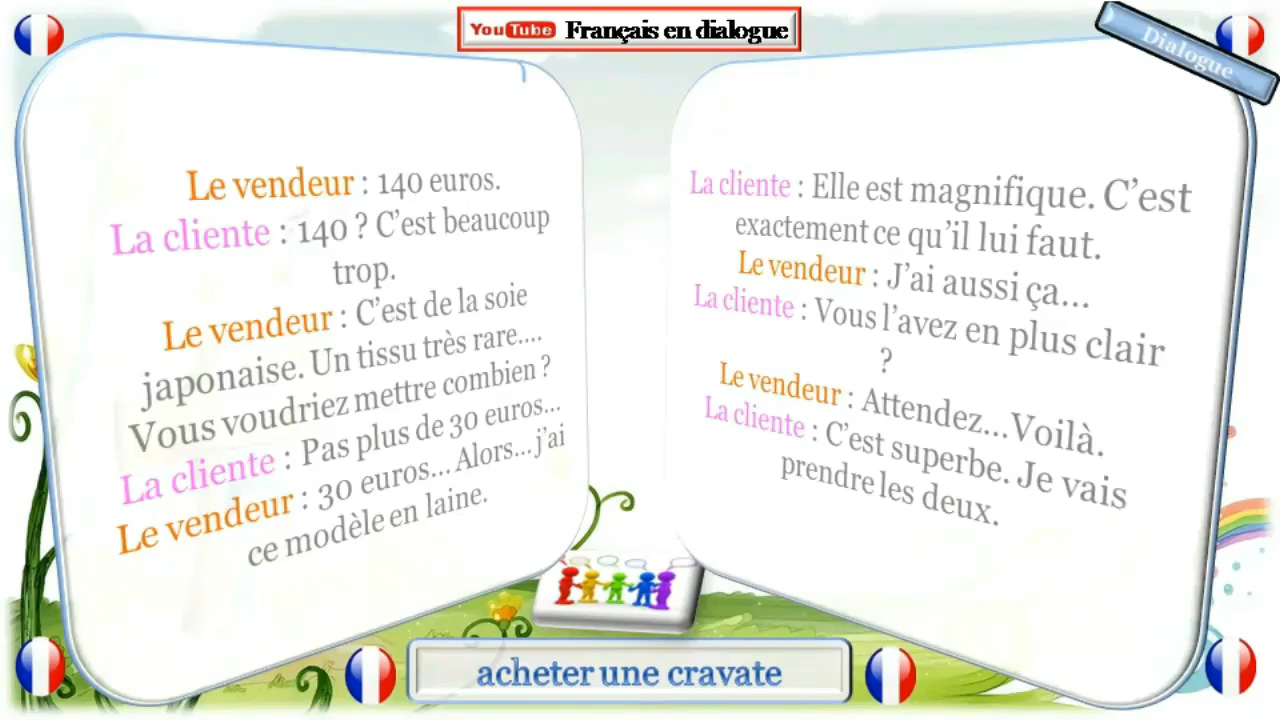 YouTube Français en dialogue
Dialogue
Le vendeur : 140 euros.
La cliente : 140 ? C’est beaucoup
trop.
Le vendeur : C’est de la soie
japonaise. Un tissu très rare....
Vous voudriez mettre combien ?
La cliente : Pas plus de 30 euros...
Le vendeur : 30 euros... Alors...j’ai
ce modèle en laine.
La cliente : Elle est magnifique. C’est
exactement ce qu’il lui faut.
Le vendeur : J’ai aussi ça...
La cliente : Vous l’avez en plus clair
?
Le vendeur : Attendez...Voilà.
La cliente : C’est superbe. Je vais
prendre les deux.
acheter une cravate